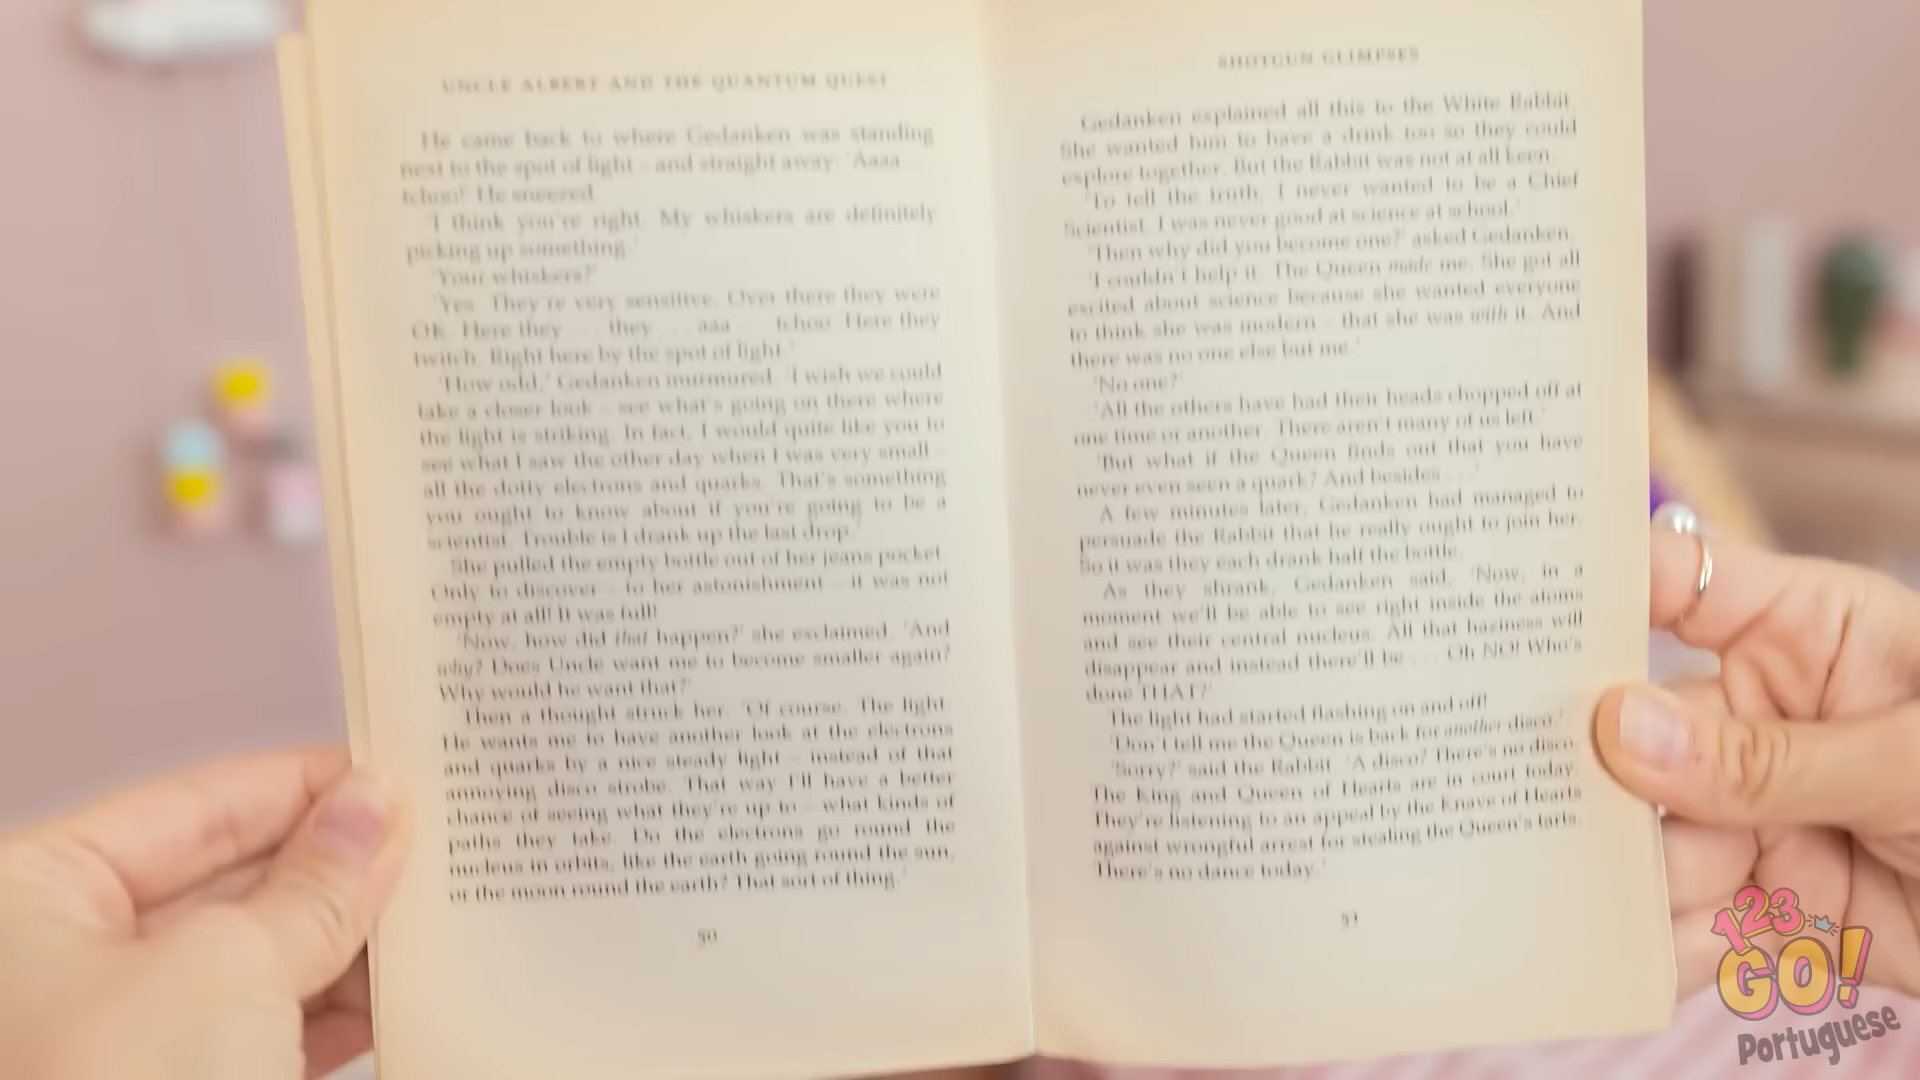 UNCLE ALBERT AND THE QUANTUM QUEST
He came back to where Gedanken was standing
next to the spot of light – and straight away: 'Aaaa . . .
tchoo!' He sneezed.
'I think you're right. My whiskers are definitely
picking up something.'
'Your whiskers?'
'Yes. They're very sensitive. Over there they were
OK. Here they . . . they . . . aaa . . . tchoo. Here they
twitch. Right here by the spot of light.'
'How odd,' Gedanken murmured. 'I wish we could
take a closer look – see what's going on there where
the light is striking. In fact, I would quite like you to
see what I saw the other day when I was very small –
all the dotty electrons and quarks. That's something
you ought to know about if you're going to be a
scientist. Trouble is I drank up the last drop.'
She pulled the empty bottle out of her jeans pocket.
Only to discover – to her astonishment – it was not
empty at all! It was full!
'Now, how did that happen?' she exclaimed. 'And
why? Does Uncle want me to become smaller again?
Why would he want that?'
Then a thought struck her. 'Of course. The light.
He wants me to have another look at the electrons
and quarks by a nice steady light – instead of that
annoying disco strobe. That way I'll have a better
chance of seeing what they're up to – what kinds of
paths they take. Do the electrons go round the
nucleus in orbits, like the earth going round the sun,
or the moon round the earth? That sort of thing.'
50
SHOTGUN GLIMPSES
Gedanken explained all this to the White Rabbit.
She wanted him to have a drink too so they could
explore together. But the Rabbit was not at all keen.
'To tell the truth, I never wanted to be a Chief
Scientist. I was never good at science at school.'
'Then why did you become one?' asked Gedanken.
'I couldn't help it. The Queen made me. She got all
excited about science because she wanted everyone
to think she was modern – that she was with it. And
there was no one else but me.'
'No one?'
'All the others have had their heads chopped off at
one time or another. There aren't many of us left.'
'But what if the Queen finds out that you have
never even seen a quark? And besides . . .'
A few minutes later, Gedanken had managed to
persuade the Rabbit that he really ought to join her.
So it was they each drank half the bottle.
As they shrank, Gedanken said, 'Now, in a
moment we'll be able to see right inside the atoms
and see their central nucleus. All that haziness will
disappear and instead there'll be . . . Oh NO! Who's
done THAT?'
The light had started flashing on and off!
'Don't tell me the Queen is back for another disco.'
'Sorry?' said the Rabbit. 'A disco? There's no disco.
The King and Queen of Hearts are in court today.
They're listening to an appeal by the Knave of Hearts
against wrongful arrest for stealing the Queen's tarts.
There's no dance today.'
51
123
GO!
Portuguese